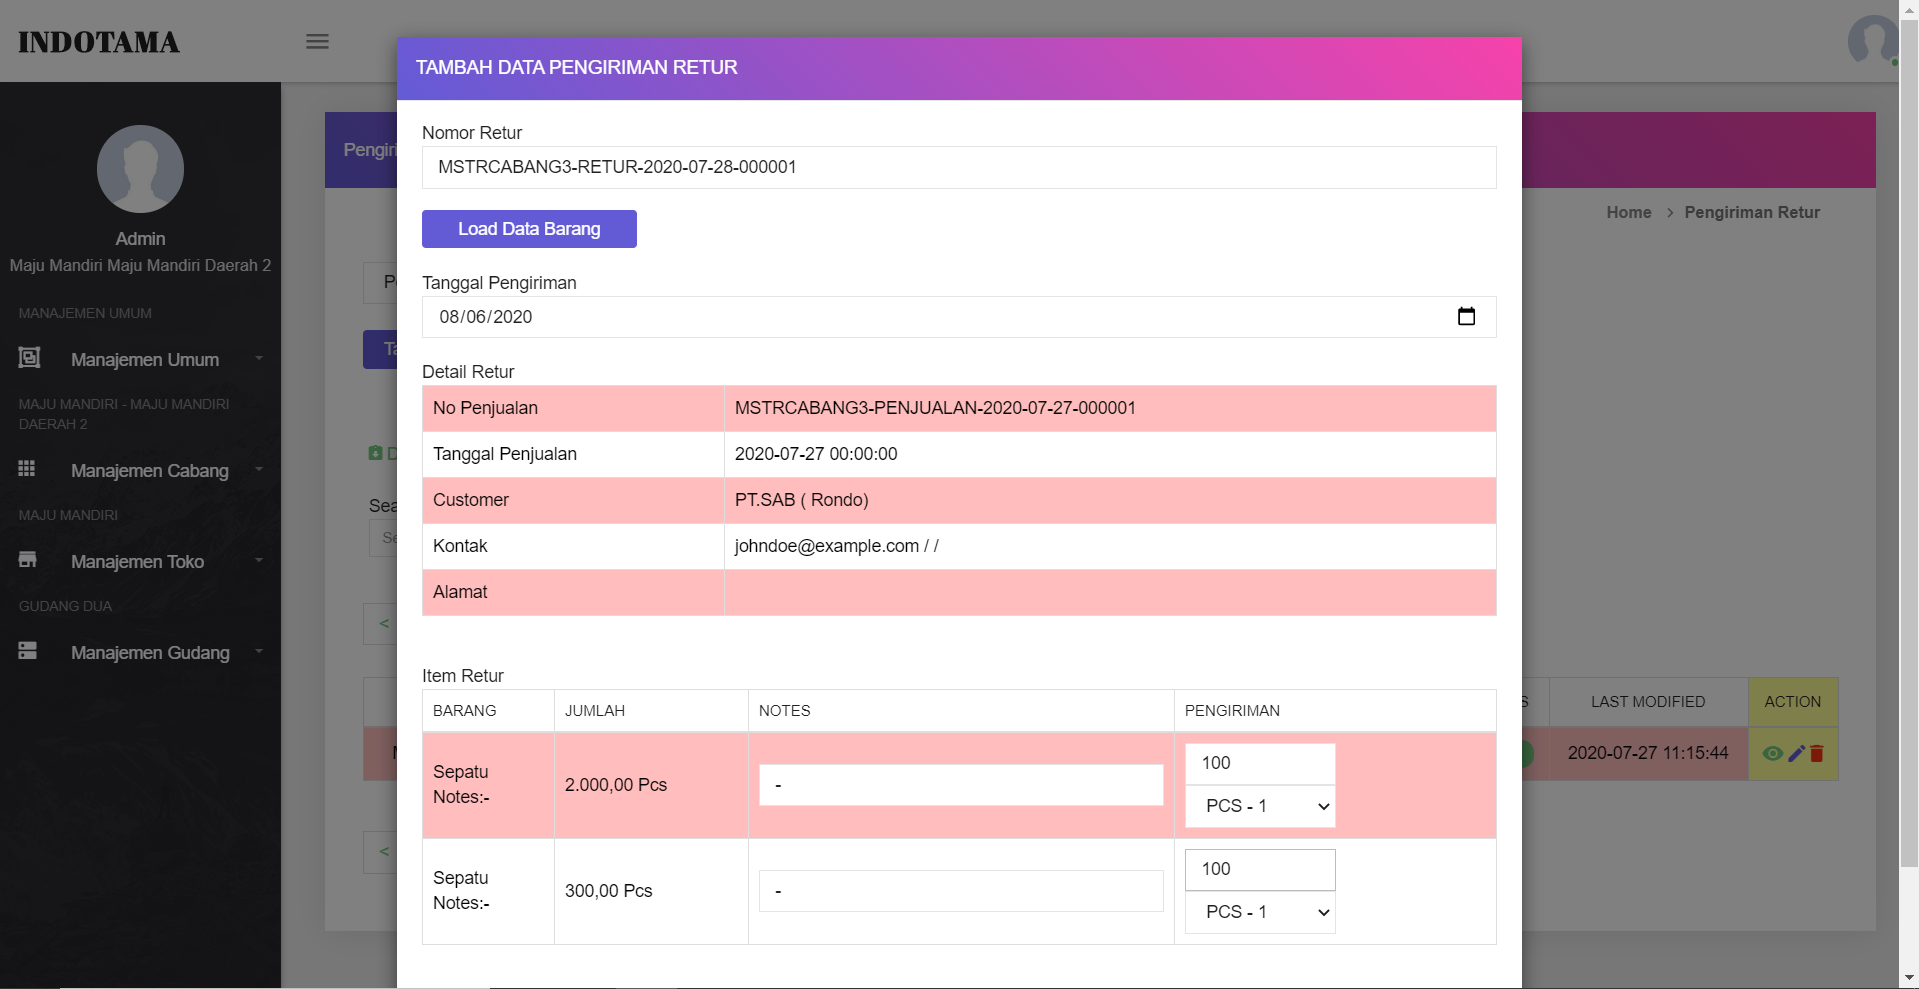 INDOTAMA
Admin
Maju Mandiri Maju Mandiri Daerah 2
MANAJEMEN UMUM
Manajemen Umum
MAJU MANDIRI - MAJU MANDIRI
DAERAH 2
Manajemen Cabang
MAJU MANDIRI
Manajemen Toko
GUDANG DUA
Manajemen Gudang
Home > Pengiriman Retur
TAMBAH DATA PENGIRIMAN RETUR
Nomor Retur
MSTRCABANG3-RETUR-2020-07-28-000001
Load Data Barang
Tanggal Pengiriman
08/06/2020
Detail Retur
No Penjualan MSTRCABANG3-PENJUALAN-2020-07-27-000001
Tanggal Penjualan 2020-07-27 00:00:00
Customer PT.SAB ( Rondo)
Kontak johndoe@example.com / /
Alamat
Item Retur
BARANG JUMLAH NOTES PENGIRIMAN
Sepatu
Notes:-
2.000,00 Pcs
-
100
PCS - 1
Sepatu
Notes:-
300,00 Pcs
-
100
PCS - 1
<
<
LAST MODIFIED ACTION
2020-07-27 11:15:44